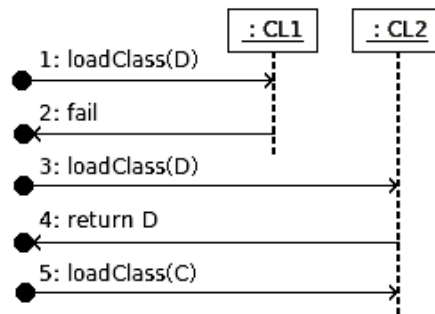 : CL1
: CL2
1: loadClass(D)
2: fail
3: loadClass(D)
4: return D
5: loadClass(C)